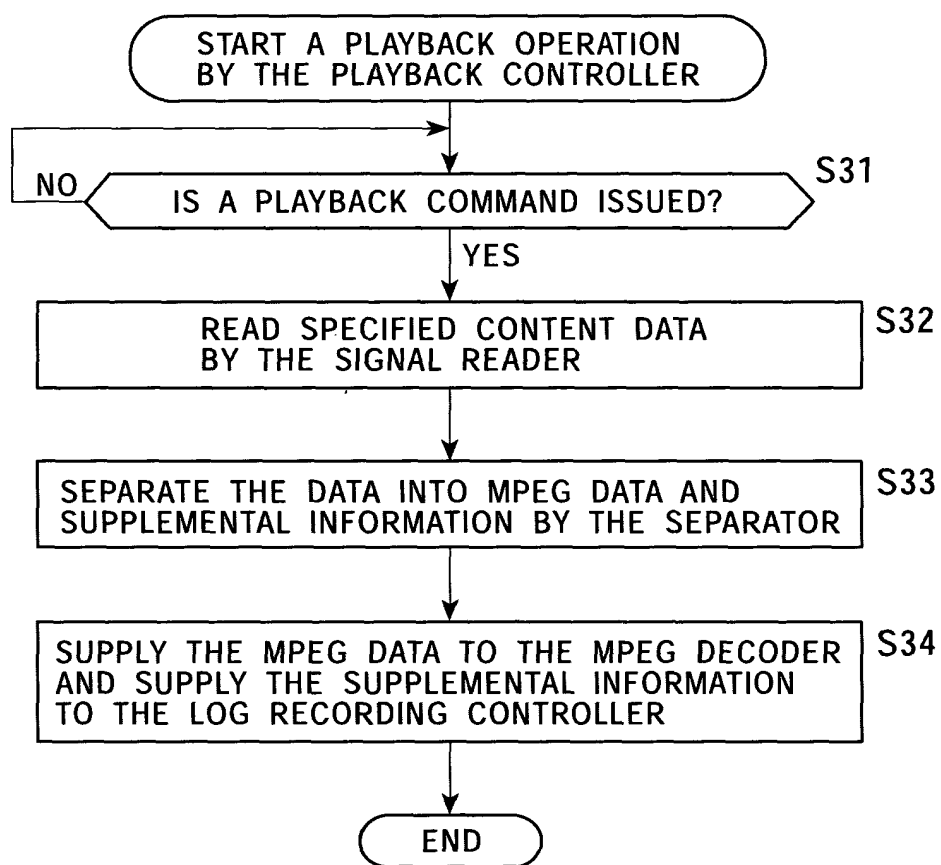 START A PLAYBACK OPERATION
BY THE PLAYBACK CONTROLLER
S31
NO
IS A PLAYBACK COMMAND ISSUED?
YES
S32
READ SPECIFIED CONTENT DATA
BY THE SIGNAL READER
S33
SEPARATE THE DATA INTO MPEG DATA AND
SUPPLEMENTAL INFORMATION BY THE SEPARATOR
S34
SUPPLY THE MPEG DATA TO THE MPEG DECODER
AND SUPPLY THE SUPPLEMENTAL INFORMATION
TO THE LOG RECORDING CONTROLLER
END